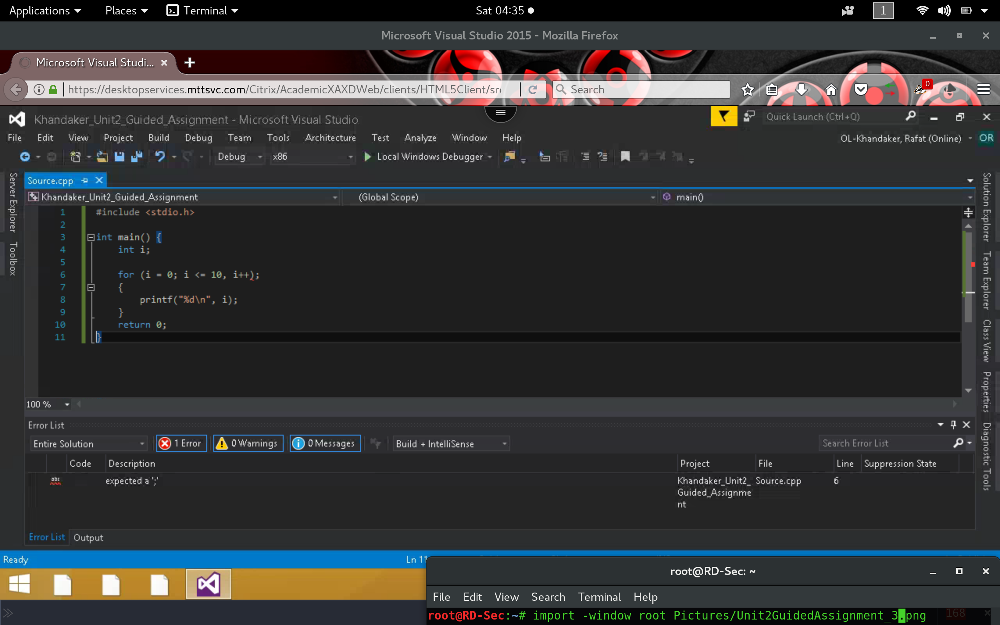 Applications Places Terminal Sat 04:35 1
Microsoft Visual Studio 2015 - Mozilla Firefox
Microsoft Visual Studi...
https://desktopservices.mttsvc.com/Citrix/AcademicXAXDWeb/clients/HTML5Client/src Search 0
Khandaker_Unit2_Guided_Assignment - Microsoft Visual Studio Quick Launch (Ctrl+Q)
File Edit View Project Build Debug Team Tools Architecture Test Analyze Window Help OL-Khandaker, Rafat (Online) OR
Debug x86 Local Windows Debugger
Server Explorer
Toolbox
Source.cpp
Khandaker_Unit2_Guided_Assignment (Global Scope) main()
1 #include <stdio.h>
2
3 int main() {
4 int i;
5
6 for (i = 0; i <= 10, i++);
7 {
8 printf("%d\n", i);
9 }
10 return 0;
11 }
Solution Explorer
Team Explorer
Class View
Properties
Diagnostic Tools
100 %
Error List
Entire Solution 1 Error 0 Warnings 0 Messages Build + IntelliSense Search Error List
Code Description Project File Line Suppression State
abc expected a ';' Khandaker_Unit2_ Source.cpp 6
Guided_Assignme
nt
Error List Output
Ready Ln 11
root@RD-Sec: ~
File Edit View Search Terminal Help
root@RD-Sec:~# import -window root Pictures/Unit2GuidedAssignment_3.png 168